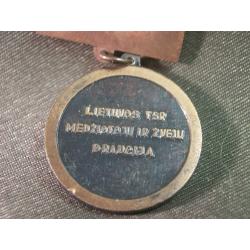 LIETUVOS TSR
MEDŽIOTOJŲ IR ŽVEJŲ
DRAUGIJA